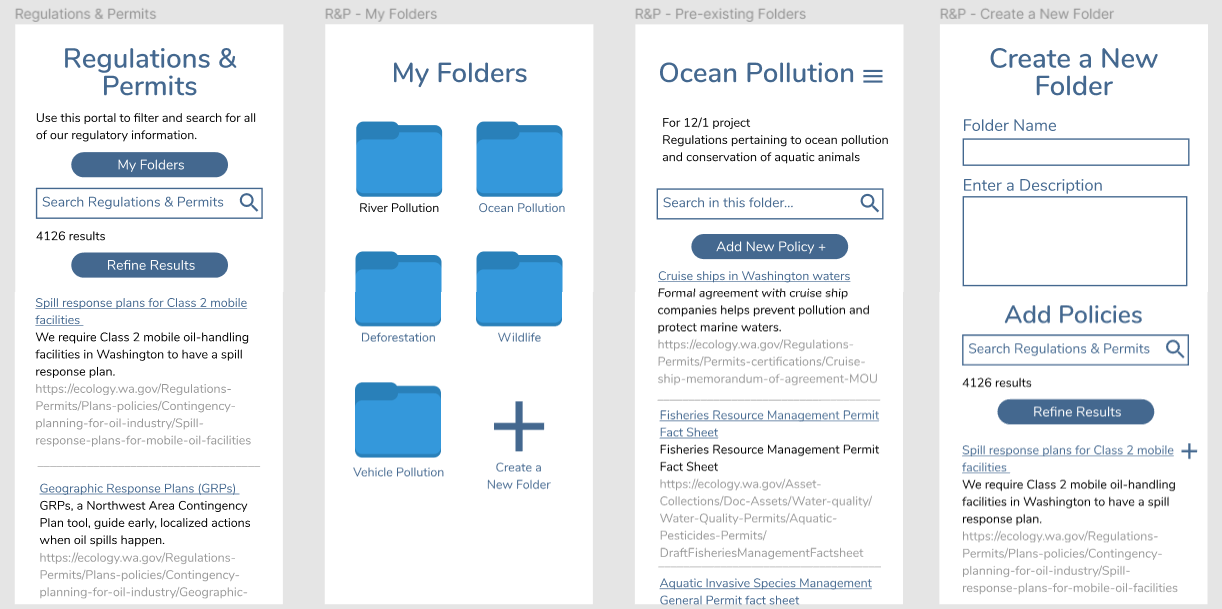 Regulations & Permits
Regulations &
Permits
Use this portal to filter and search for all
of our regulatory information.
My Folders
Search Regulations & Permits
4126 results
Refine Results
Spill response plans for Class 2 mobile
facilities
We require Class 2 mobile oil-handling
facilities in Washington to have a spill
response plan.
https://ecology.wa.gov/Regulations-
Permits/Plans-policies/Contingency-
planning-for-oil-industry/Spill-
response-plans-for-mobile-oil-facilities
Geographic Response Plans (GRPs)
GRPs, a Northwest Area Contingency
Plan tool, guide early, localized actions
when oil spills happen.
https://ecology.wa.gov/Regulations-
Permits/Plans-policies/Contingency-
planning-for-oil-industry/Geographic-
R&P - My Folders
My Folders
River Pollution
Ocean Pollution
Deforestation
Wildlife
Vehicle Pollution
Create a
New Folder
R&P - Pre-existing Folders
Ocean Pollution
For 12/1 project
Regulations pertaining to ocean pollution
and conservation of aquatic animals
Search in this folder...
Add New Policy +
Cruise ships in Washington waters
Formal agreement with cruise ship
companies helps prevent pollution and
protect marine waters.
https://ecology.wa.gov/Regulations-
Permits/Permits-certifications/Cruise-
ship-memorandum-of-agreement-MOU
Fisheries Resource Management Permit
Fact Sheet
Fisheries Resource Management Permit
Fact Sheet
https://ecology.wa.gov/Asset-
Collections/Doc-Assets/Water-quality/
Water-Quality-Permits/Aquatic-
Pesticides-Permits/
DraftFisheriesManagementFactsheet
Aquatic Invasive Species Management
General Permit fact sheet
R&P - Create a New Folder
Create a New
Folder
Folder Name
Enter a Description
Add Policies
Search Regulations & Permits
4126 results
Refine Results
Spill response plans for Class 2 mobile
facilities
We require Class 2 mobile oil-handling
facilities in Washington to have a spill
response plan.
https://ecology.wa.gov/Regulations-
Permits/Plans-policies/Contingency-
planning-for-oil-industry/Spill-
response-plans-for-mobile-oil-facilities